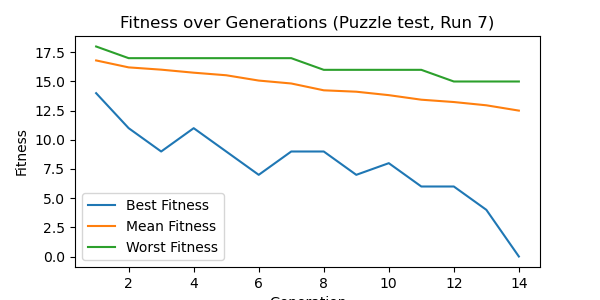 Fitness over Generations (Puzzle test, Run 7)
Fitness
17.5
15.0
12.5
10.0
7.5
5.0
2.5
0.0
Best Fitness
Mean Fitness
Worst Fitness
2 4 6 8 10 12 14
Generation